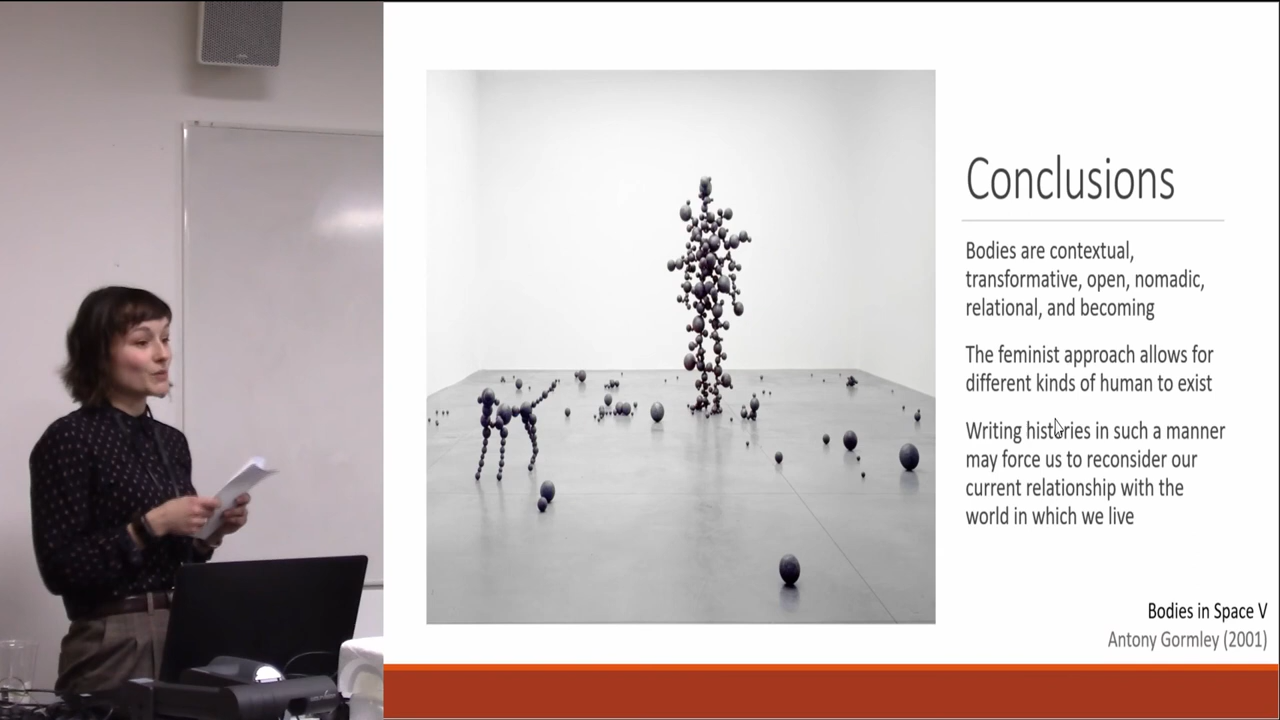 Conclusions
Bodies are contextual,
transformative, open, nomadic,
relational, and becoming
The feminist approach allows for
different kinds of human to exist
Writing histories in such a manner
may force us to reconsider our
current relationship with the
world in which we live
Bodies in Space V
Antony Gormley (2001)